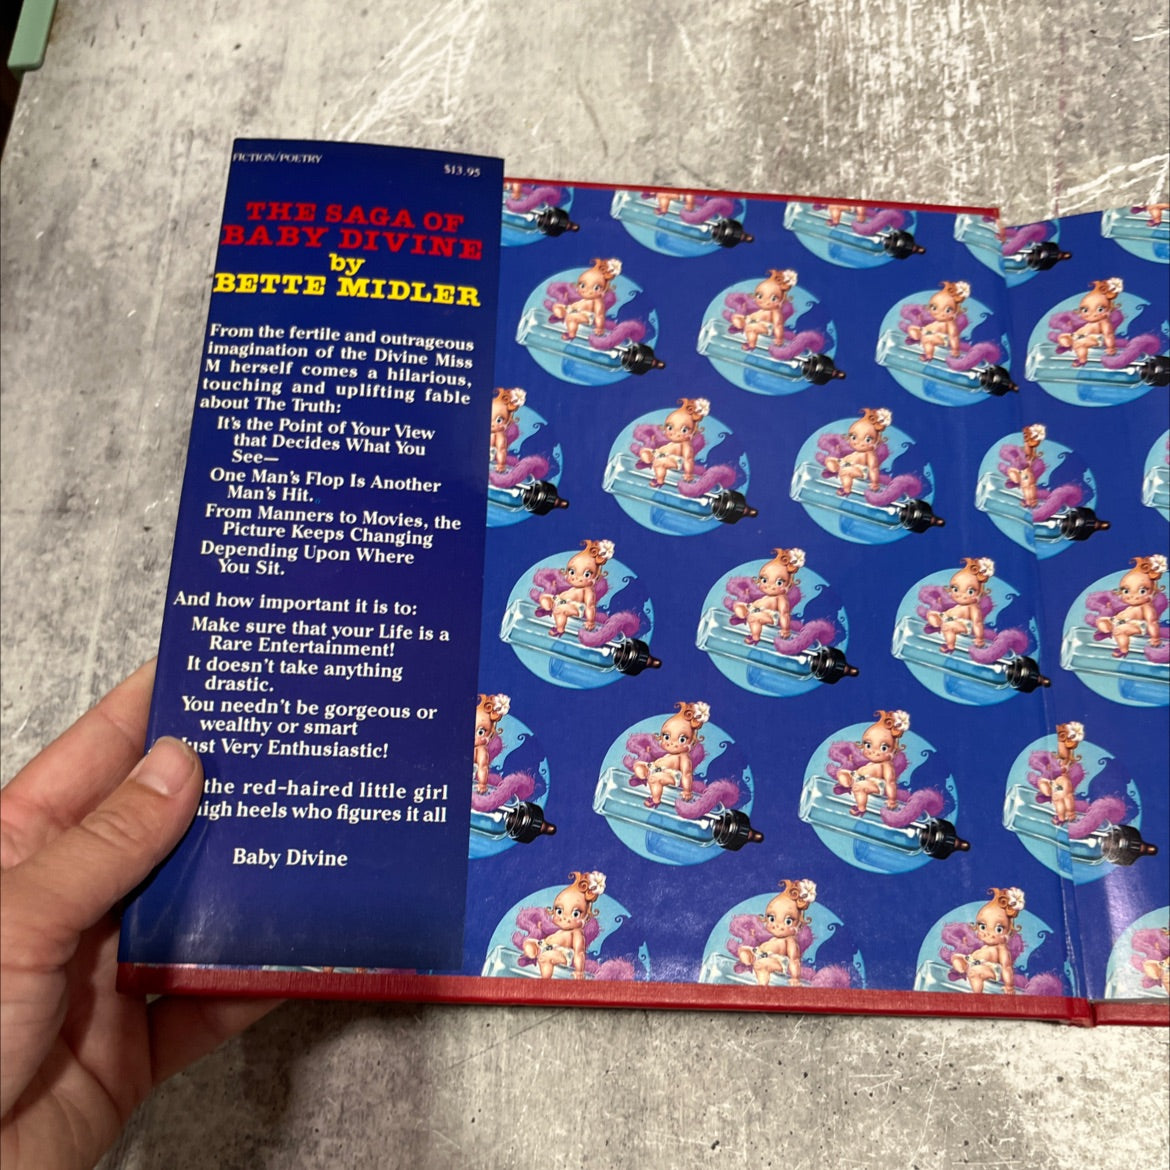 FICTION/POETRY
$13.95
THE SAGA OF
BABY DIVINE
by
BETTE MIDLER
From the fertile and outrageous
imagination of the Divine Miss
M herself comes a hilarious,
touching and uplifting fable
about The Truth:
It's the Point of Your View
that Decides What You
See—
One Man's Flop Is Another
Man's Hit.
From Manners to Movies, the
Picture Keeps Changing
Depending Upon Where
You Sit.
And how important it is to:
Make sure that your Life is a
Rare Entertainment!
It doesn't take anything
drastic.
You needn't be gorgeous or
wealthy or smart
Just Very Enthusiastic!
the red-haired little girl
high heels who figures it all
Baby Divine